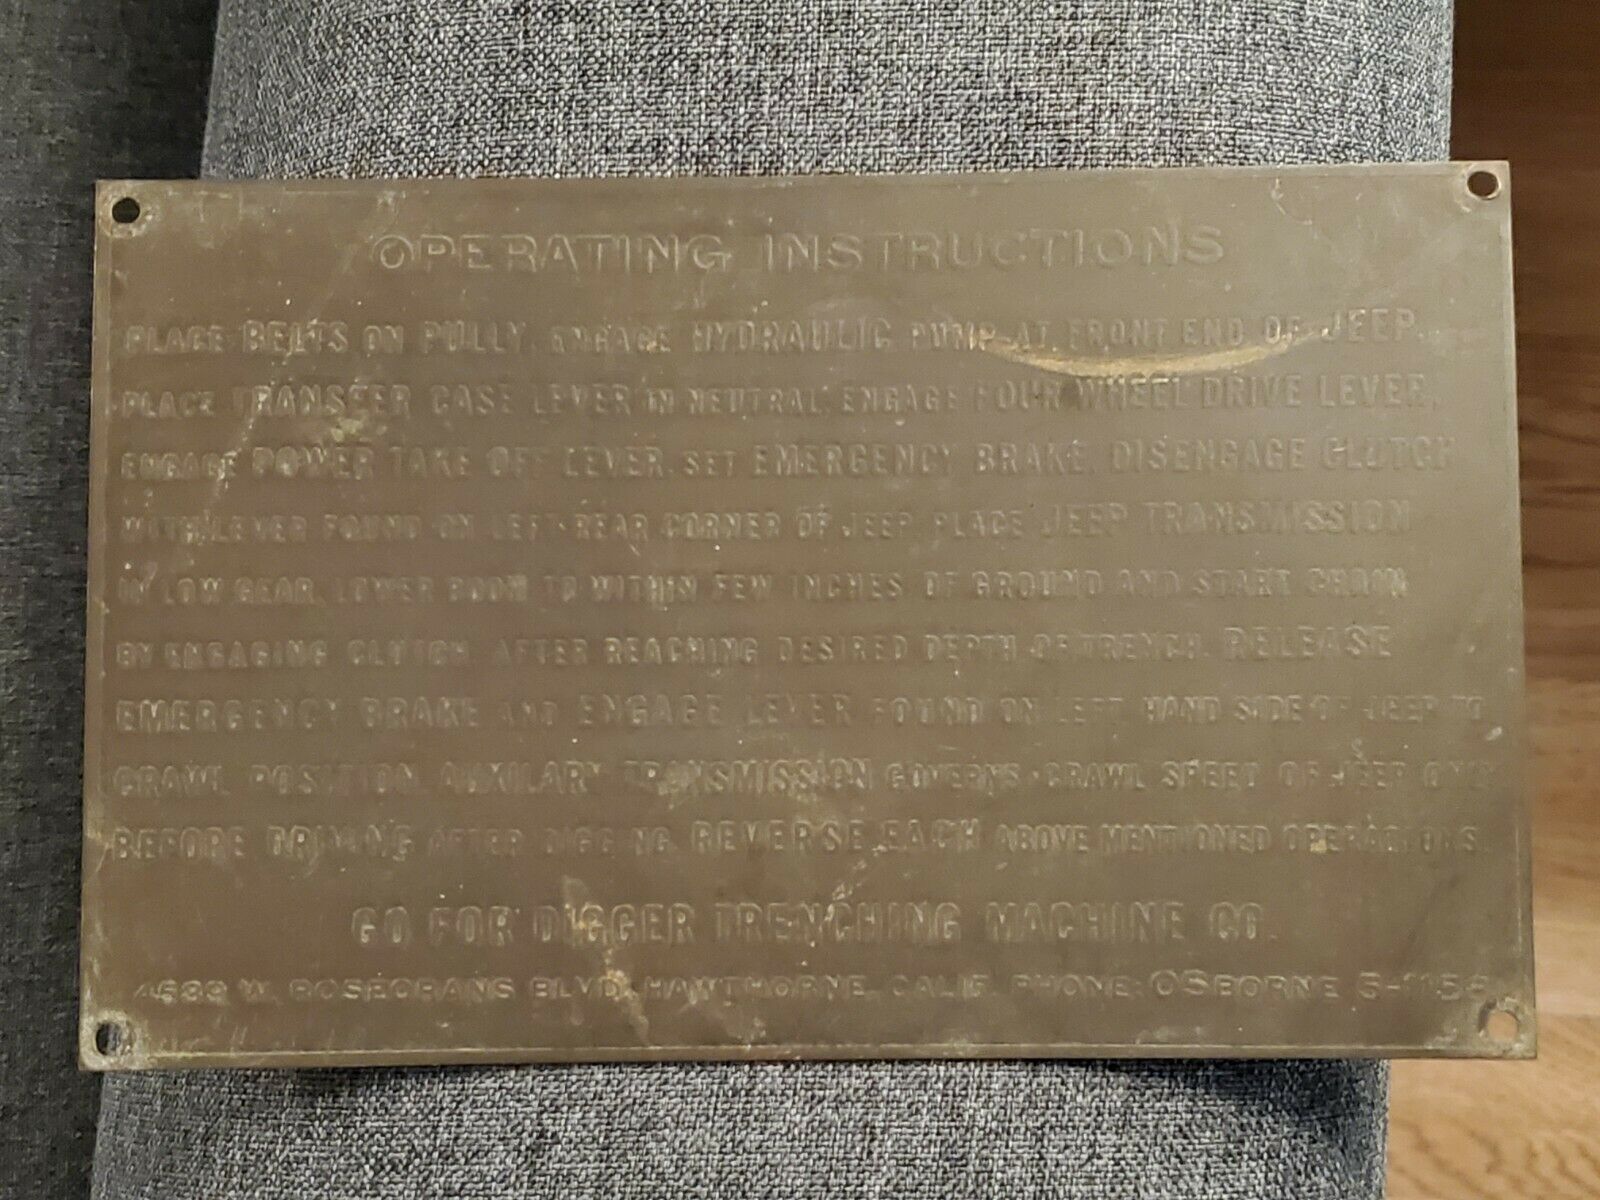 OPERATING INSTRUCTIONS
PLACE BELTS ON PULLY. ENGAGE HYDRAULIC PUMP AT FRONT END OF JEEP.
PLACE TRANSFER CASE LEVER IN NEUTRAL, ENGAGE FOUR WHEEL DRIVE LEVER,
ENGAGE POWER TAKE OFF LEVER. SET EMERGENCY BRAKE. DISENGAGE CLUTCH
WITH LEVER FOUND ON LEFT REAR CORNER OF JEEP. PLACE JEEP TRANSMISSION
IN LOW GEAR. LOWER BOOM TO WITHIN FEW INCHES OF GROUND AND START CHAIN
BY ENGAGING CLUTCH. AFTER REACHING DESIRED DEPTH OF TRENCH. RELEASE
EMERGENCY BRAKE AND ENGAGE LEVER FOUND ON LEFT HAND SIDE OF JEEP TO
CRAWL POSITION. AUXILARY TRANSMISSION GOVERNS CRAWL SPEET OF JEEP ONLY
BEFORE DRIVING AFTER DIGGING. REVERSE EACH ABOVE MENTIONED OPERATIONS.
GO FOR DIGGER TRENCHING MACHINE CO.
W. ROSECRANS BLVD. HAWTHORNE, CALIF. PHONE: OSBORNE